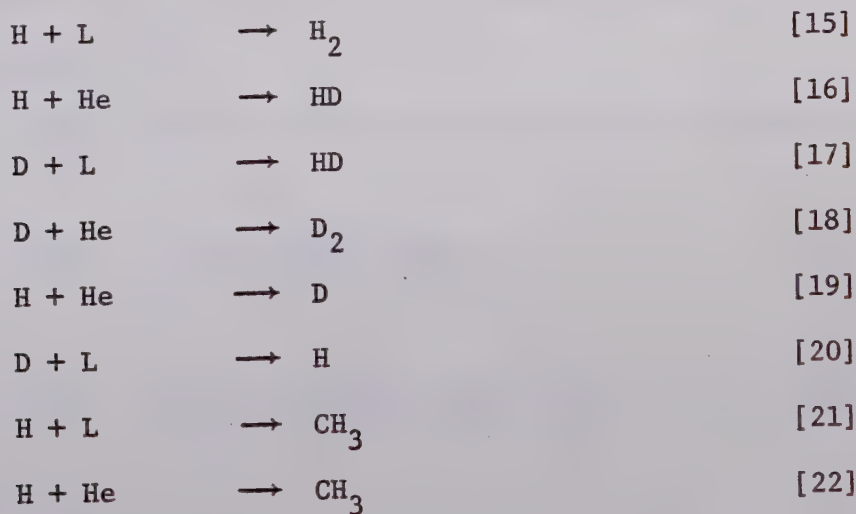 H + L ⟶ H₂ [15]
H + He ⟶ HD [16]
D + L ⟶ HD [17]
D + He ⟶ D₂ [18]
H + He ⟶ D [19]
D + L ⟶ H [20]
H + L ⟶ CH₃ [21]
H + He ⟶ CH₃ [22]